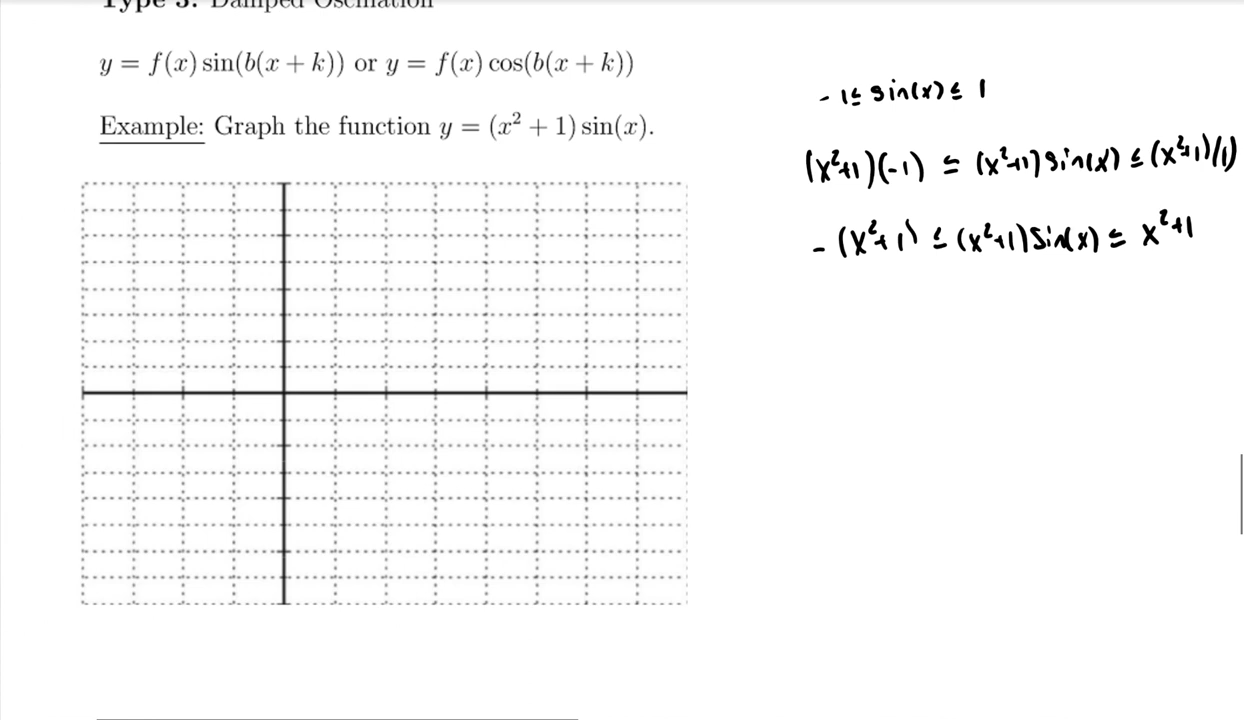 Type 3: Damped Oscillation
y = f(x) sin(b(x + k)) or y = f(x) cos(b(x + k))
Example: Graph the function y = (x² + 1) sin(x).
-1 ≤ sin(x) ≤ 1
(x²+1)(-1) ≤ (x²+1) sin(x) ≤ (x²+1)(1)
-(x²+1) ≤ (x²+1) sin(x) ≤ x²+1